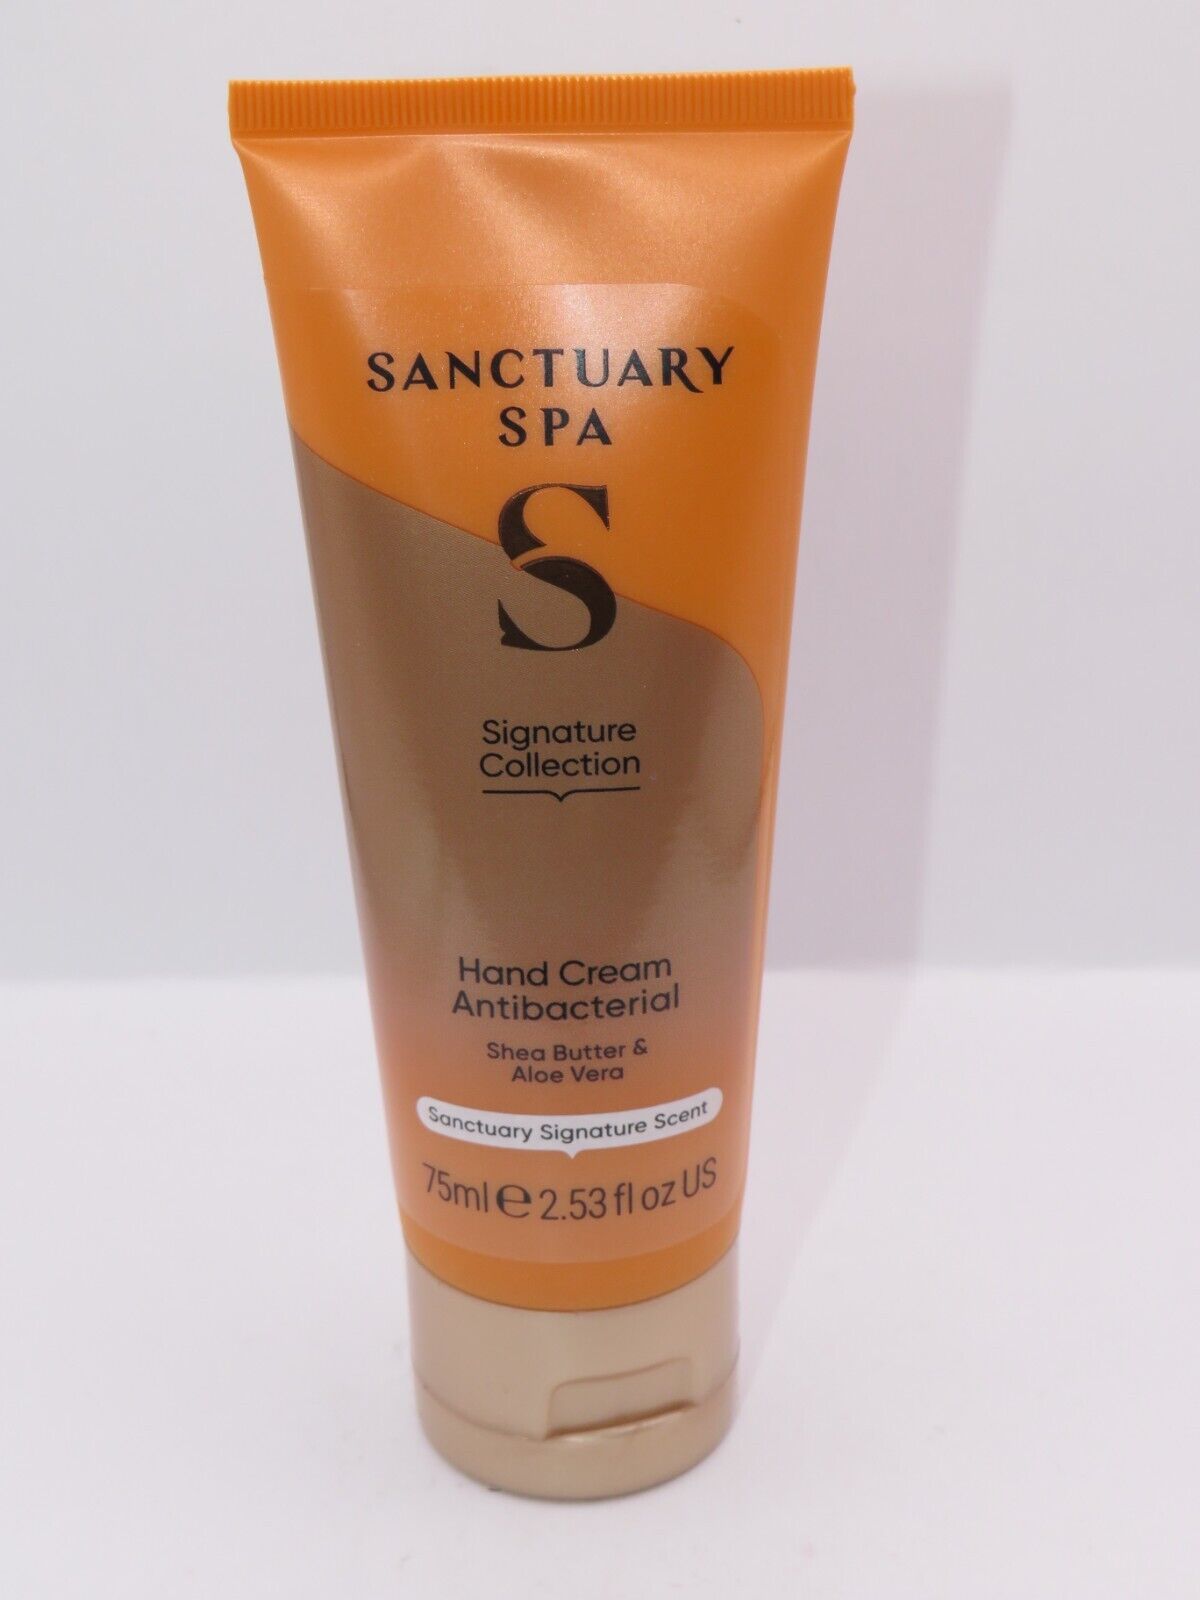 SANCTUARY
SPA
S
Signature
Collection
Hand Cream
Antibacterial
Shea Butter &
Aloe Vera
Sanctuary Signature Scent
75ml e 2.53 fl oz US